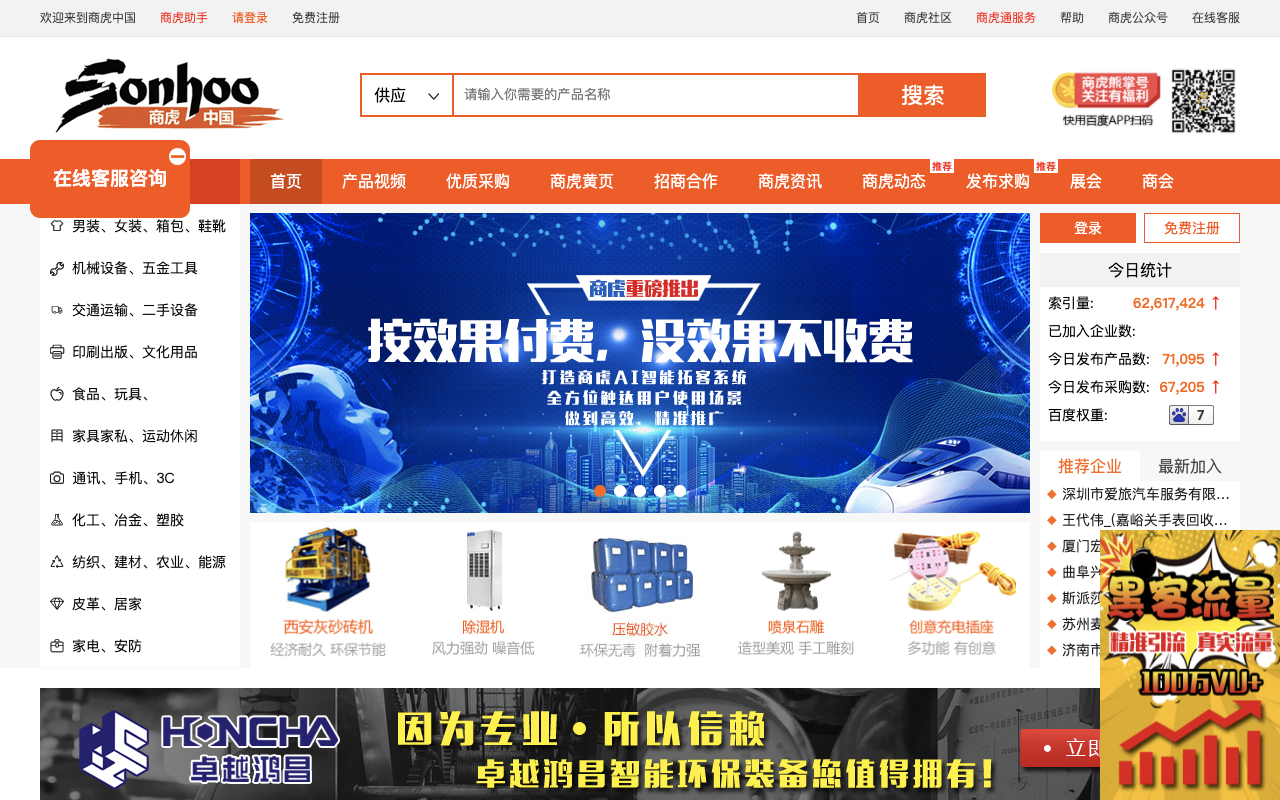 欢迎来到商虎中国 商虎助手 请登录 免费注册 首页 商虎社区 商虎通服务 帮助 商虎公众号 在线客服
Sonhoo
商虎 中国
供应 请输入你需要的产品名称 搜索
商虎熊掌号
关注有福利
快用百度APP扫码
在线客服咨询
首页 产品视频 优质采购 商虎黄页 招商合作 商虎资讯 商虎动态 推荐 发布求购 推荐 展会 商会
男装、女装、箱包、鞋靴
机械设备、五金工具
交通运输、二手设备
印刷出版、文化用品
食品、玩具、
家具家私、运动休闲
通讯、手机、3C
化工、冶金、塑胶
纺织、建材、农业、能源
皮革、居家
家电、安防
商虎重磅推出
按效果付费，没效果不收费
打造商虎AI智能拓客系统
全方位触达用户使用场景
做到高效、精准推广
登录 免费注册
今日统计
索引量: 62,617,424 ↑
已加入企业数:
今日发布产品数: 71,095 ↑
今日发布采购数: 67,205 ↑
百度权重: 7
推荐企业 最新加入
深圳市爱旅汽车服务有限...
王代伟_(嘉峪关手表回收...
厦门宏
曲阜兴
斯派莎
苏州麦
济南市
西安灰砂砖机 除湿机 压敏胶水 喷泉石雕 创意充电插座
经济耐久 环保节能 风力强劲 噪音低 环保无毒 附着力强 造型美观 手工雕刻 多功能 有创意
黑客流量
精准引流 真实流量
100万VU+
HONCHA
卓越鸿昌
因为专业·所以信赖
卓越鸿昌智能环保装备您值得拥有！
• 立即